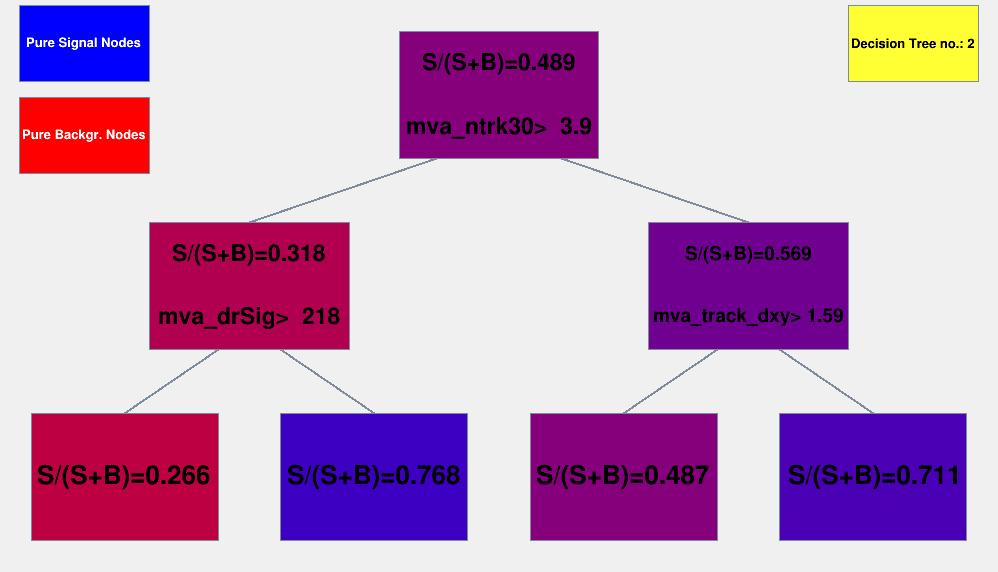 Pure Signal Nodes
Pure Backgr. Nodes
Decision Tree no.: 2
S/(S+B)=0.489
mva_ntrk30> 3.9
S/(S+B)=0.318
mva_drSig> 218
S/(S+B)=0.569
mva_track_dxy> 1.59
S/(S+B)=0.266
S/(S+B)=0.768
S/(S+B)=0.487
S/(S+B)=0.711